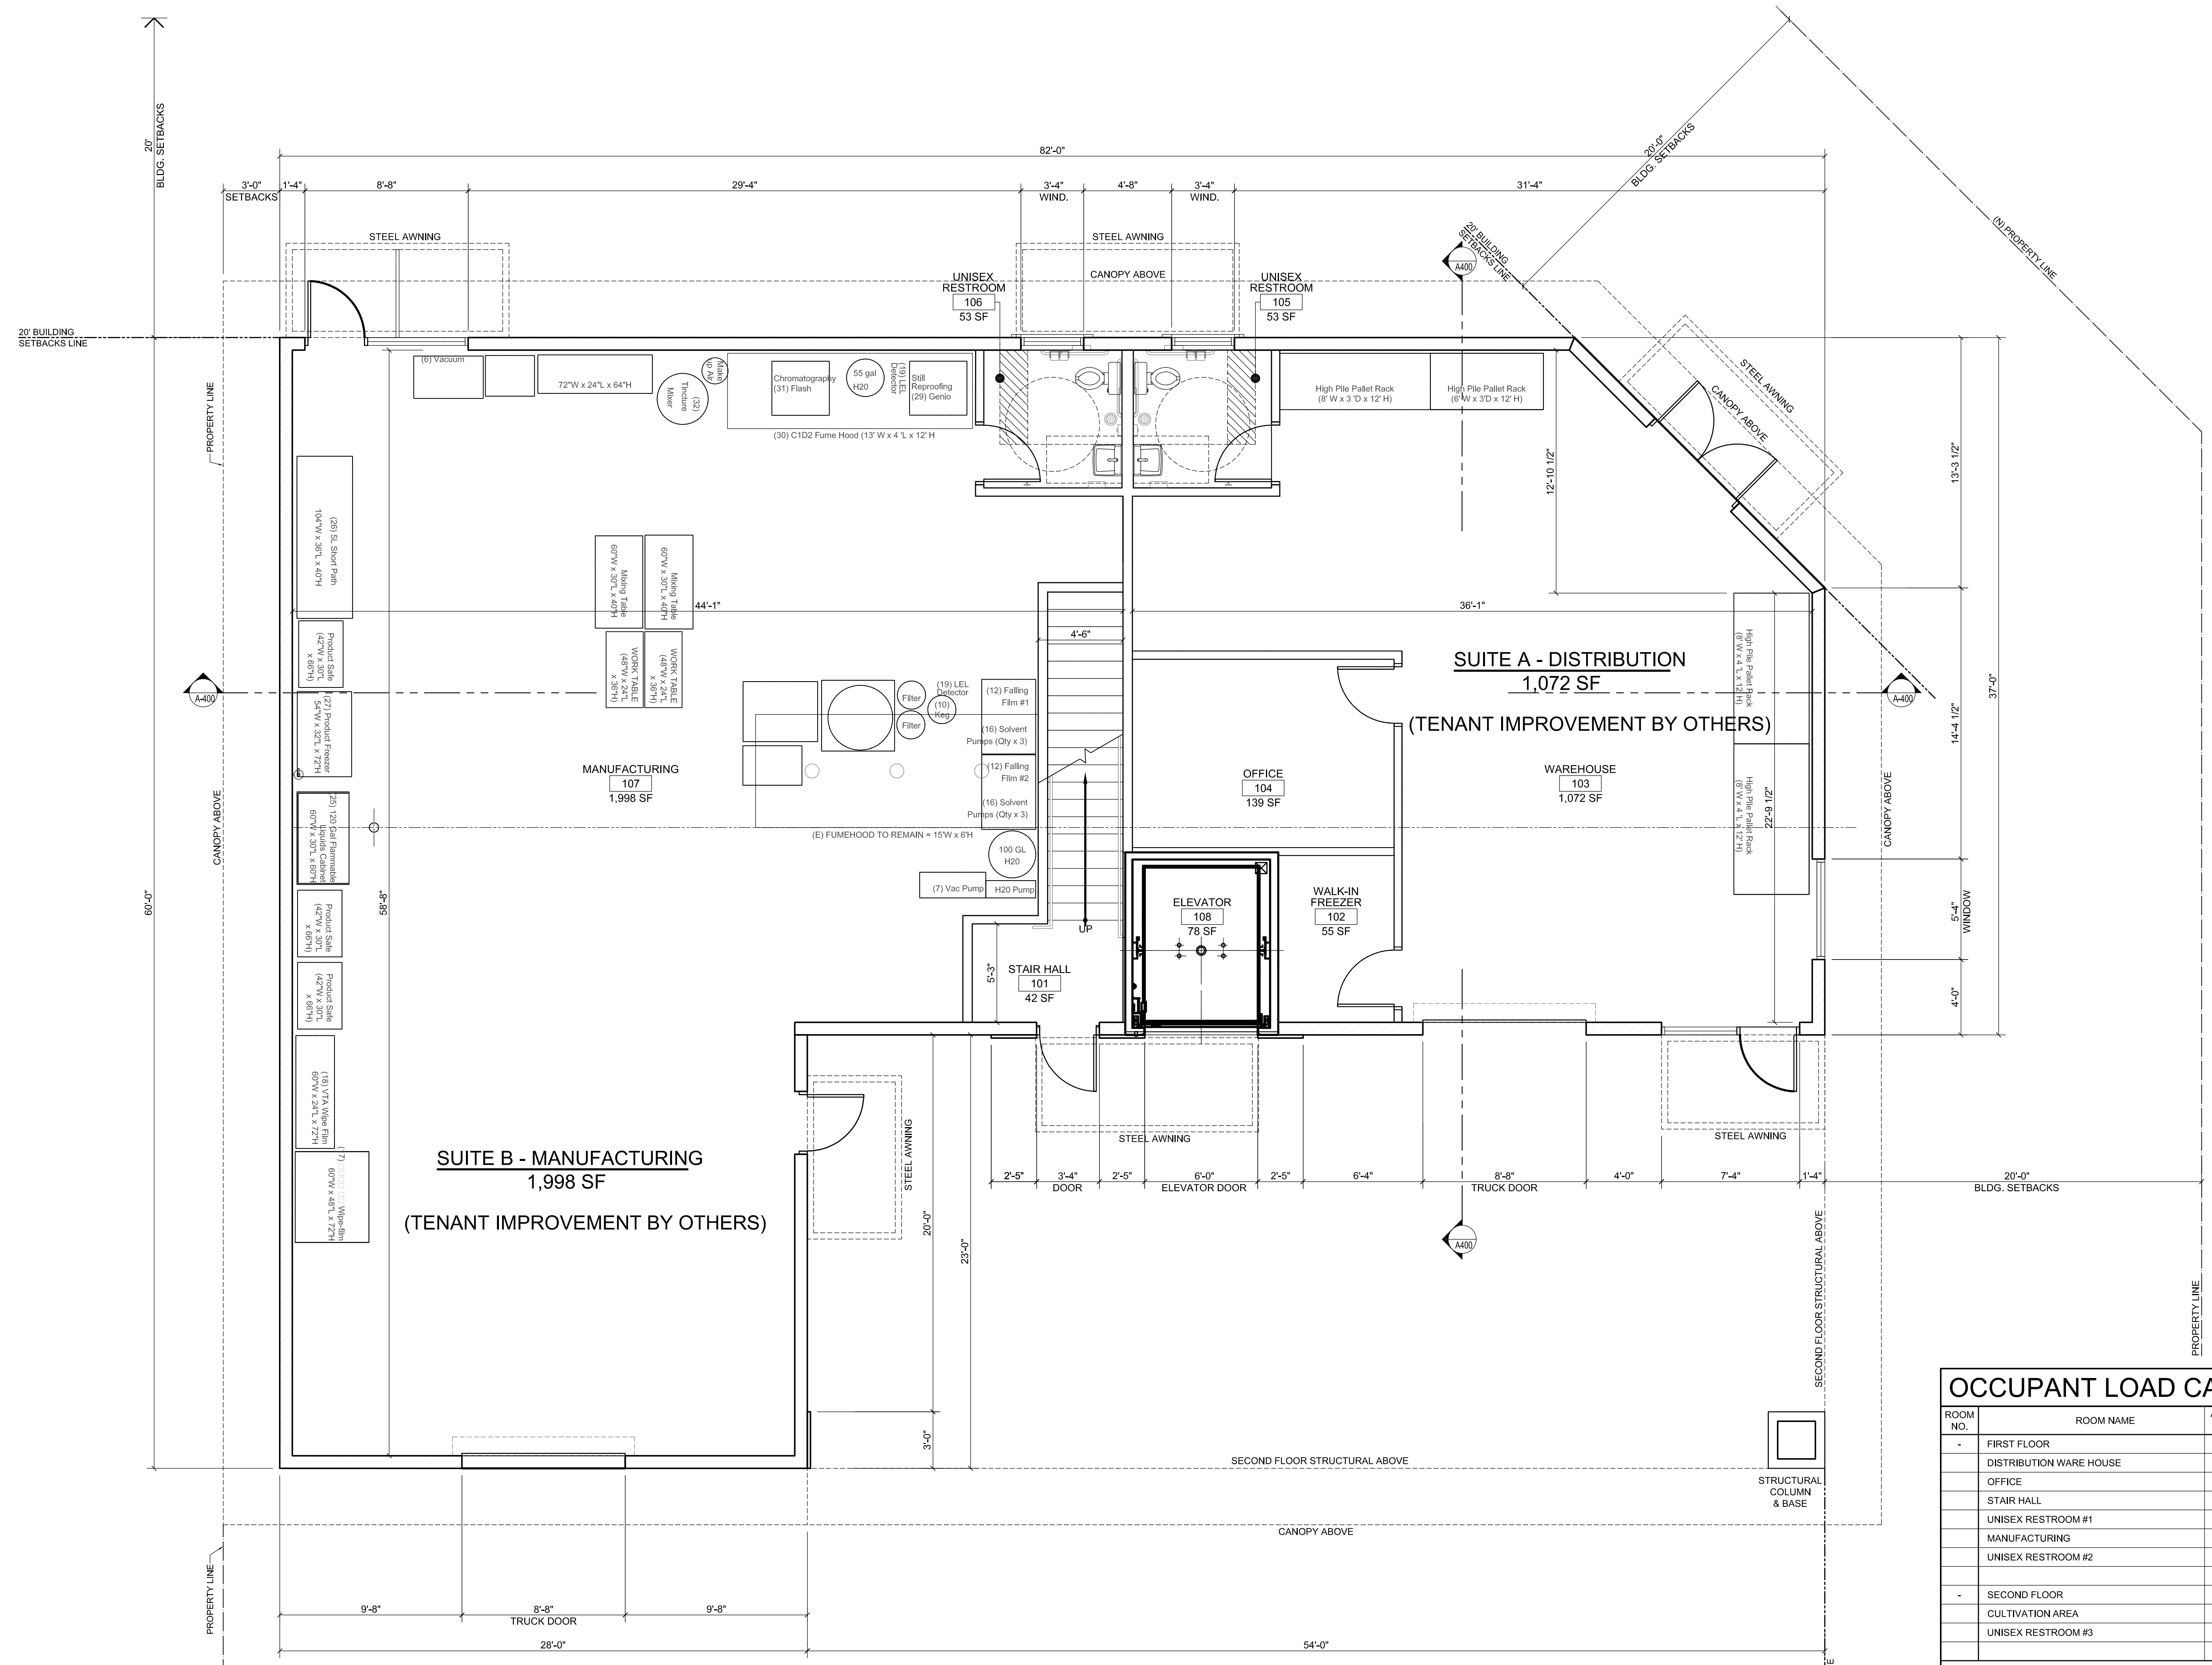 20'
BLDG. SETBACKS
82'-0"
3'-0"
SETBACKS
1'-4"
8'-8"
29'-4"
3'-4"
WIND.
4'-8"
3'-4"
WIND.
31'-4"
20'-0"
BLDG. SETBACKS
(N) PROPERTY LINE
20' BUILDING
SETBACKS LINE
A400
STEEL AWNING
STEEL AWNING
CANOPY ABOVE
UNISEX
RESTROOM
106
53 SF
UNISEX
RESTROOM
105
53 SF
20' BUILDING
SETBACKS LINE
PROPERTY LINE
STEEL AWNING
CANOPY ABOVE
(6) Vacuum
72"W x 24"L x 64"H
(32)
Tincture
Mixer
Make
up Air
Chromatography
(31) Flash
55 gal
H20
(19) LEL
Detector
Still
Reproofing
(29) Genio
(30) C1D2 Fume Hood (13' W x 4 'L x 12' H
High Pile Pallet Rack
(8' W x 3 'D x 12' H)
High Pile Pallet Rack
(6' W x 3'D x 12' H)
12'-10 1/2"
13'-3 1/2"
(26) 5L Short Path
104"W x 36"L x 40"H
Mixing Table
60"W x 30"L x 40"H
Mixing Table
60"W x 30"L x 40"H
44'-1"
4'-6"
36'-1"
Product Safe
(42"W x 30"L
x 66"H)
WORK TABLE
(48"W x 24"L
x 36"H)
WORK TABLE
(48"W x 24"L
x 36"H)
SUITE A - DISTRIBUTION
1,072 SF
(TENANT IMPROVEMENT BY OTHERS)
High Pile Pallet Rack
(8' W x 4 'L x 12' H)
37'-0"
14'-4 1/2"
A-400
A-400
(27) Product Freezer
54"W x 32"L x 72"H
Filter
Filter
(19) LEL
Detector
(10)
Keg
(12) Falling
Film #1
(16) Solvent
Pumps (Qty x 3)
(12) Falling
Film #2
(16) Solvent
Pumps (Qty x 3)
MANUFACTURING
107
1,998 SF
OFFICE
104
139 SF
WAREHOUSE
103
1,072 SF
High Pile Pallet Rack
(8' W x 4 'L x 12' H)
22'-9 1/2"
CANOPY ABOVE
CANOPY ABOVE
(25) 120 Gal Flammable
Liquids Cabinet
60"W x 30"L x 60"H
(E) FUMEHOOD TO REMAIN = 15'W x 6'H
100 GL
H20
(7) Vac Pump
H20 Pump
60'-0"
58'-8"
Product Safe
(42"W x 30"L
x 66"H)
Product Safe
(42"W x 30"L
x 66"H)
UP
ELEVATOR
108
78 SF
WALK-IN
FREEZER
102
55 SF
5'-4"
WINDOW
4'-0"
5'-3"
STAIR HALL
101
42 SF
(18) VTA Wipe Film
60"W x 24"L x 72"H
Wipe-film
60"W x 48"L x 72"H
SUITE B - MANUFACTURING
1,998 SF
(TENANT IMPROVEMENT BY OTHERS)
STEEL AWNING
STEEL AWNING
STEEL AWNING
2'-5"
3'-4"
DOOR
2'-5"
6'-0"
ELEVATOR DOOR
2'-5"
6'-4"
8'-8"
TRUCK DOOR
4'-0"
7'-4"
1'-4"
20'-0"
BLDG. SETBACKS
20'-0"
23'-0"
3'-0"
A400
SECOND FLOOR STRUCTURAL ABOVE
PROPERTY LINE
SECOND FLOOR STRUCTURAL ABOVE
STRUCTURAL
COLUMN
& BASE
CANOPY ABOVE
PROPERTY LINE
9'-8"
8'-8"
TRUCK DOOR
9'-8"
28'-0"
54'-0"
OCCUPANT LOAD CA
ROOM
NO.
ROOM NAME
- FIRST FLOOR
DISTRIBUTION WARE HOUSE
OFFICE
STAIR HALL
UNISEX RESTROOM #1
MANUFACTURING
UNISEX RESTROOM #2
- SECOND FLOOR
CULTIVATION AREA
UNISEX RESTROOM #3